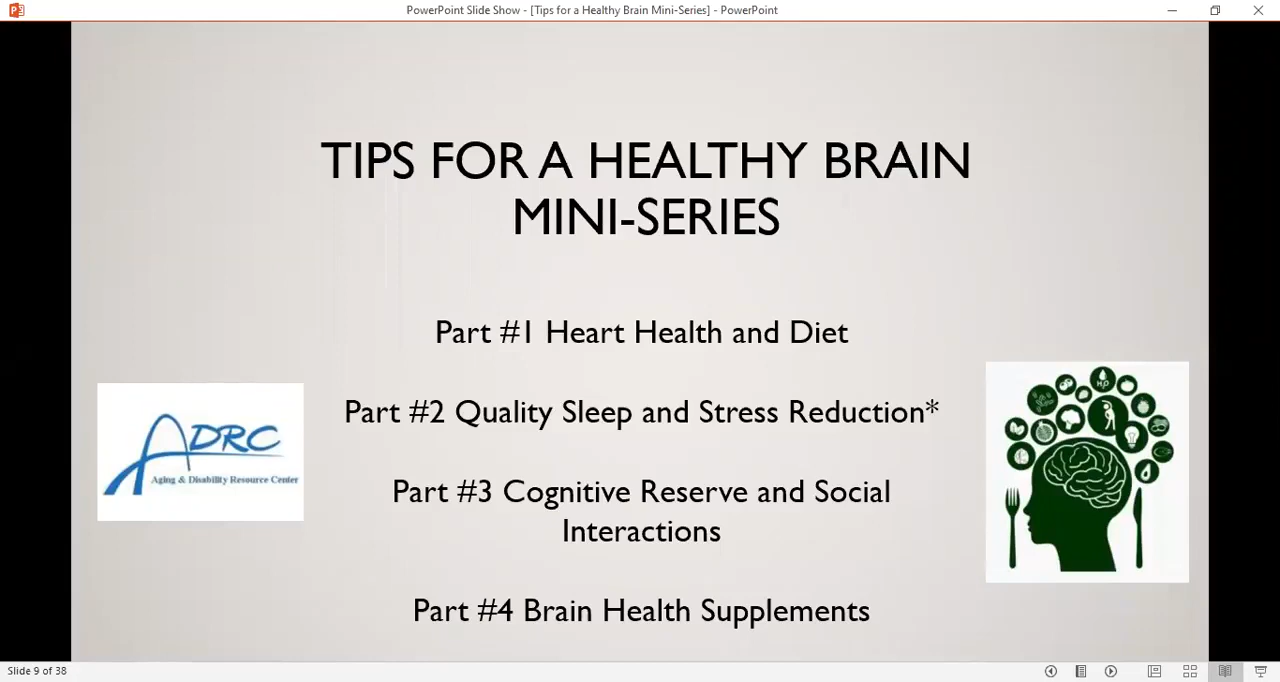 PowerPoint Slide Show - [Tips for a Healthy Brain Mini-Series] - PowerPoint
TIPS FOR A HEALTHY BRAIN
MINI-SERIES
Part #1 Heart Health and Diet
Part #2 Quality Sleep and Stress Reduction*
Part #3 Cognitive Reserve and Social
Interactions
Part #4 Brain Health Supplements
ADRC
Aging & Disability Resource Center
H₂O
Slide 9 of 38